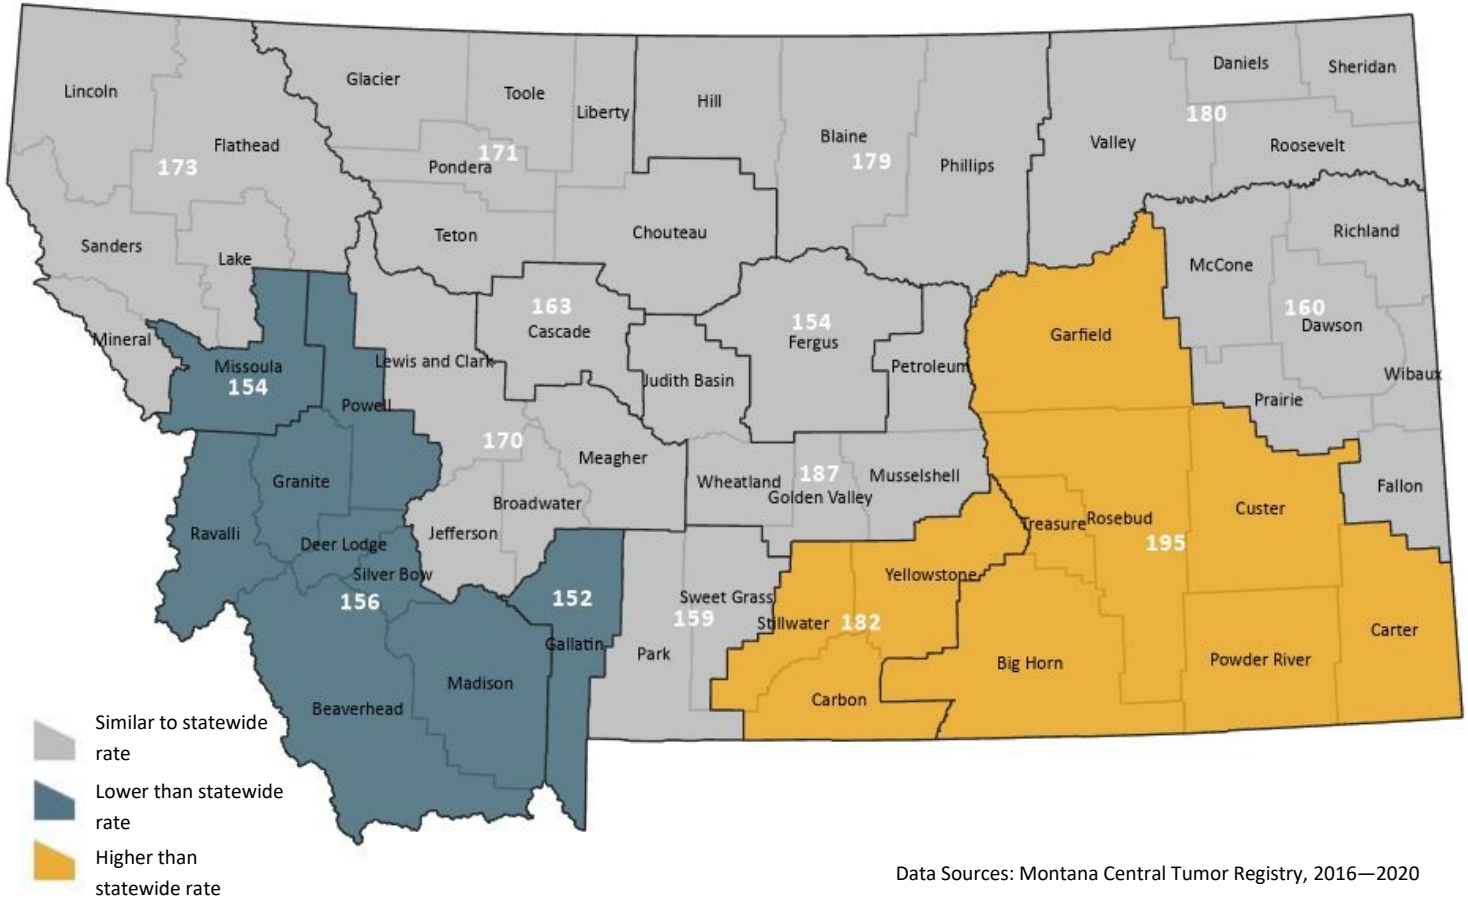 Daniels
Sheridan
Glacier
Lincoln
Toole
Hill
Liberty
180
Blaine
Valley
Roosevelt
Flathead
171
179
173
Pondera
Phillips
Richland
Teton
Chouteau
Sanders
Lake
McCone
163
160
154
Cascade
Dawson
Garfield
Mineral
Fergus
Lewis and Clark
Missoula
Petroleum
Wibaux
154
Judith Basin
Powell
Prairie
170
Meagher
187
Musselshell
Granite
Wheatland
Golden Valley
Fallon
Broadwater
Custer
Ravalli
Jefferson
Treasure
Rosebud
Deer Lodge
195
Silver Bow
Yellowstone
156
152
Sweet Grass
159
Stillwater
182
Carter
Gallatin
Park
Big Horn
Powder River
Madison
Carbon
Beaverhead
Similar to statewide
rate
Lower than statewide
rate
Higher than
statewide rate
Data Sources: Montana Central Tumor Registry, 2016—2020